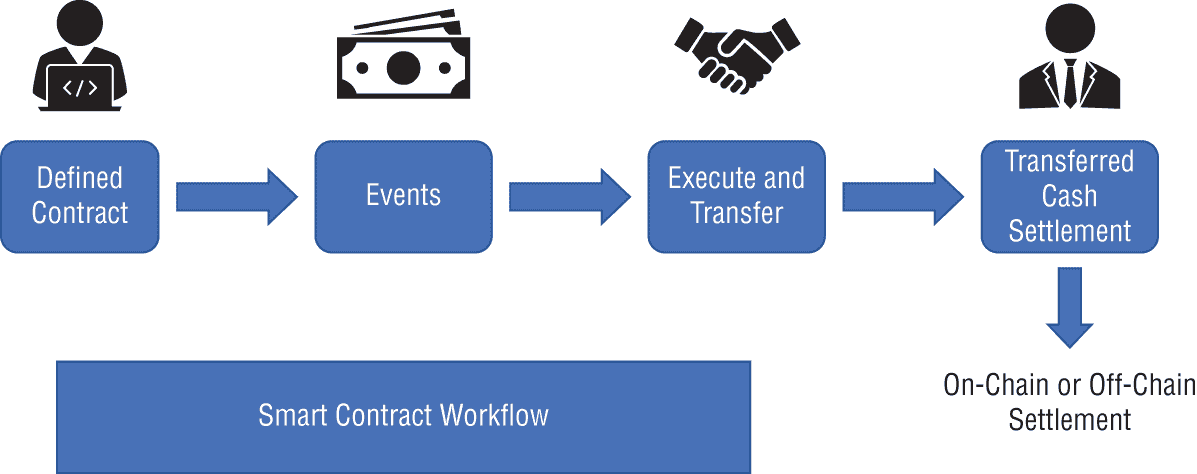 </>
Defined
Contract
Events
Execute and
Transfer
Transferred
Cash
Settlement
Smart Contract Workflow
On-Chain or Off-Chain
Settlement